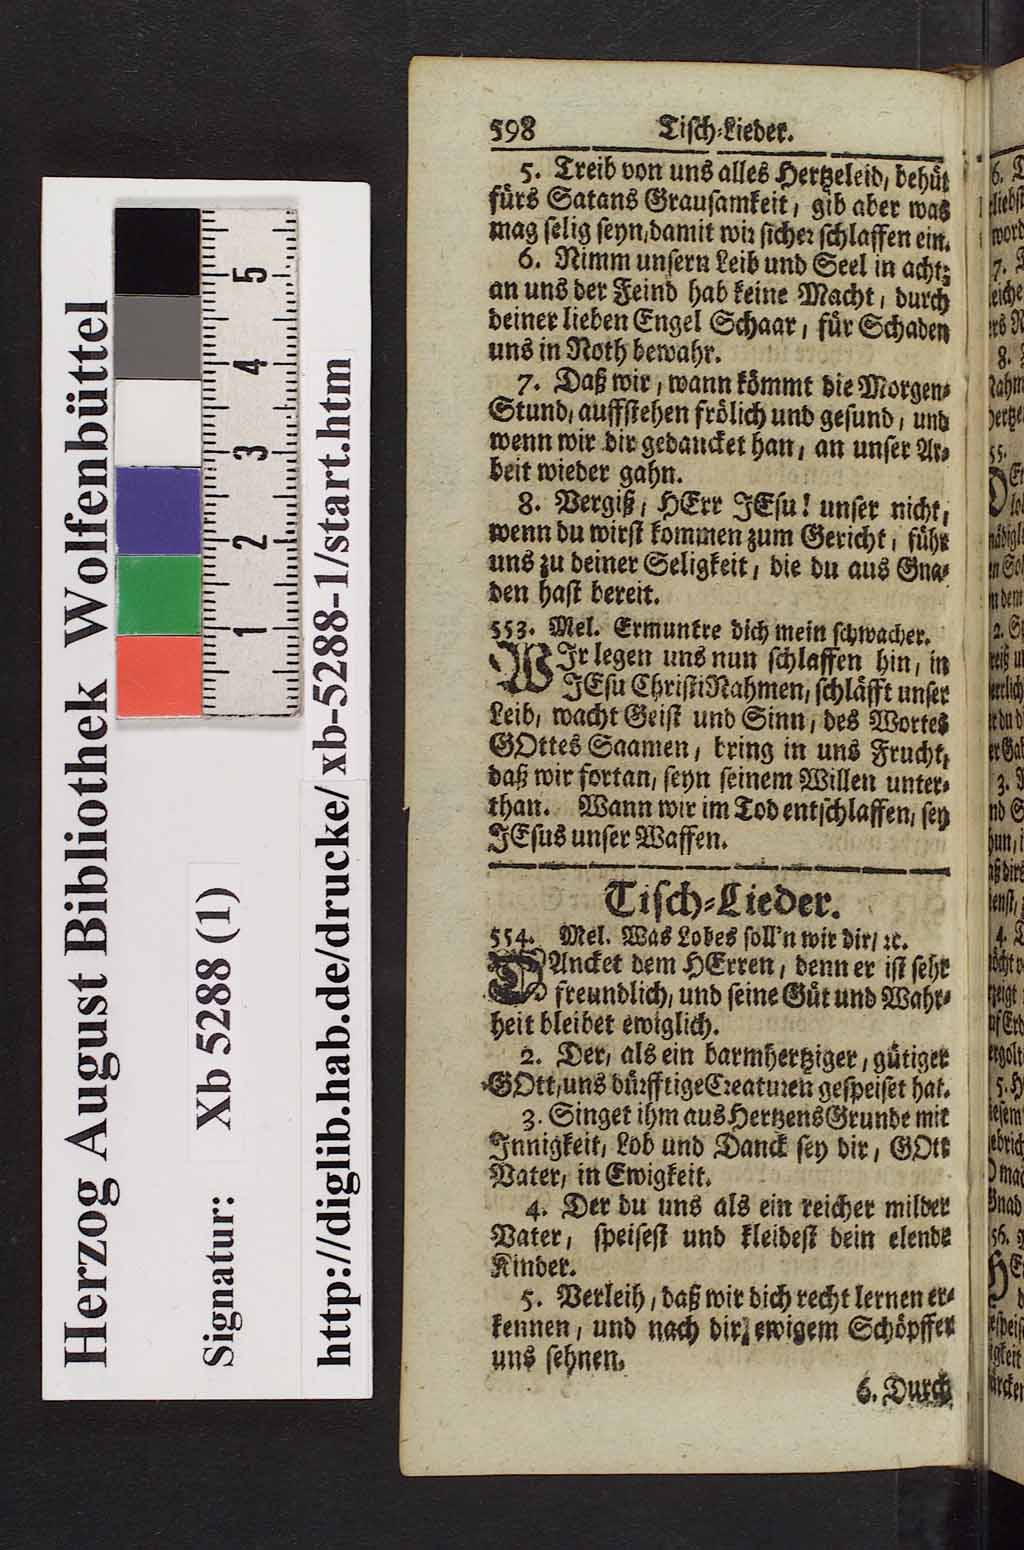 Herzog August Bibliothek Wolfenbüttel
Signatur: Xb 5288 (1)
http://diglib.hab.de/drucke/ xb-5288-1/start.htm
1 2 3 4 5
598 Tiſch-Lieder.
5. Treib von uns alles Hertzeleid, behüt
fürs Satans Grauſamkeit, gib aber was
mag ſelig ſeyn, damit wir ſicher ſchlaffen ein.
6. Nimm unſern Leib und Seel in acht;
an uns der Feind hab keine Macht, durch
deiner lieben Engel Schaar, für Schaden
uns in Noth bewahr.
7. Daß wir, wann kömmt die Morgen-
Stund, auffſtehen frölich und geſund, und
wenn wir dir gedancket han, an unſer Ar-
beit wieder gahn.
8. Vergiß, HErr JEſu! unſer nicht,
wenn du wirſt kommen zum Gericht, führ
uns zu deiner Seligkeit, die du aus Gna-
den haſt bereit.
553. Mel. Ermuntre dich mein ſchwacher.
WJr legen uns nun ſchlaffen hin, in
JEſu Chriſti Nahmen, ſchläfft unſer
Leib, wacht Geiſt und Sinn, des Wortes
GOttes Saamen, bring in uns Frucht,
daß wir fortan, ſeyn ſeinem Willen unter-
than. Wann wir im Tod entſchlaffen, ſey
JEſus unſer Waffen.
Tiſch-Lieder.
554. Mel. Was Lobes ſoll'n wir dir, ꝛc.
DAncket dem HErren, denn er iſt ſehr
freundlich, und ſeine Güt und Wahr-
heit bleibet ewiglich.
2. Der, als ein barmhertziger, gütiger
GOtt, uns dürfftige Creaturen geſpeiſet hat.
3. Singet ihm aus Hertzens Grunde mit
Jnnigkeit, Lob und Danck ſey dir, GOtt
Vater, in Ewigkeit.
4. Der du uns als ein reicher milder
Vater, ſpeiſeſt und kleideſt dein elende
Kinder.
5. Verleih, daß wir dich recht lernen er-
kennen, und nach dir, ewigem Schöpffer
uns ſehnen.
6. Durch